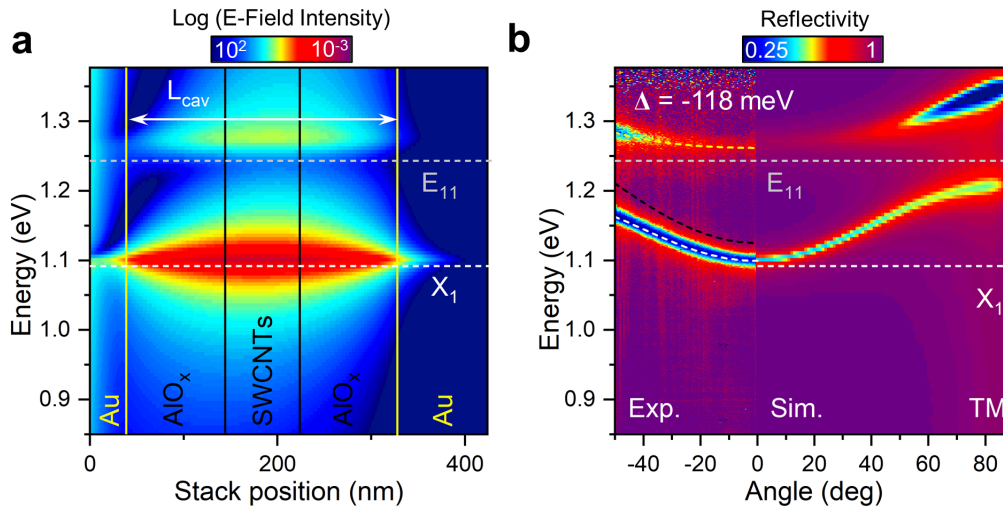 a
Log (E-Field Intensity)
10² 10⁻³
L_cav
E₁₁
X₁
Au
AlOₓ
SWCNTs
AlOₓ
Au
Energy (eV)
1.3
1.2
1.1
1.0
0.9
0 200 400
Stack position (nm)
b
Reflectivity
0.25 1
Δ = -118 meV
E₁₁
X₁
Exp. Sim. TM
Energy (eV)
1.3
1.2
1.1
1.0
0.9
-40 -20 0 20 40 60 80
Angle (deg)